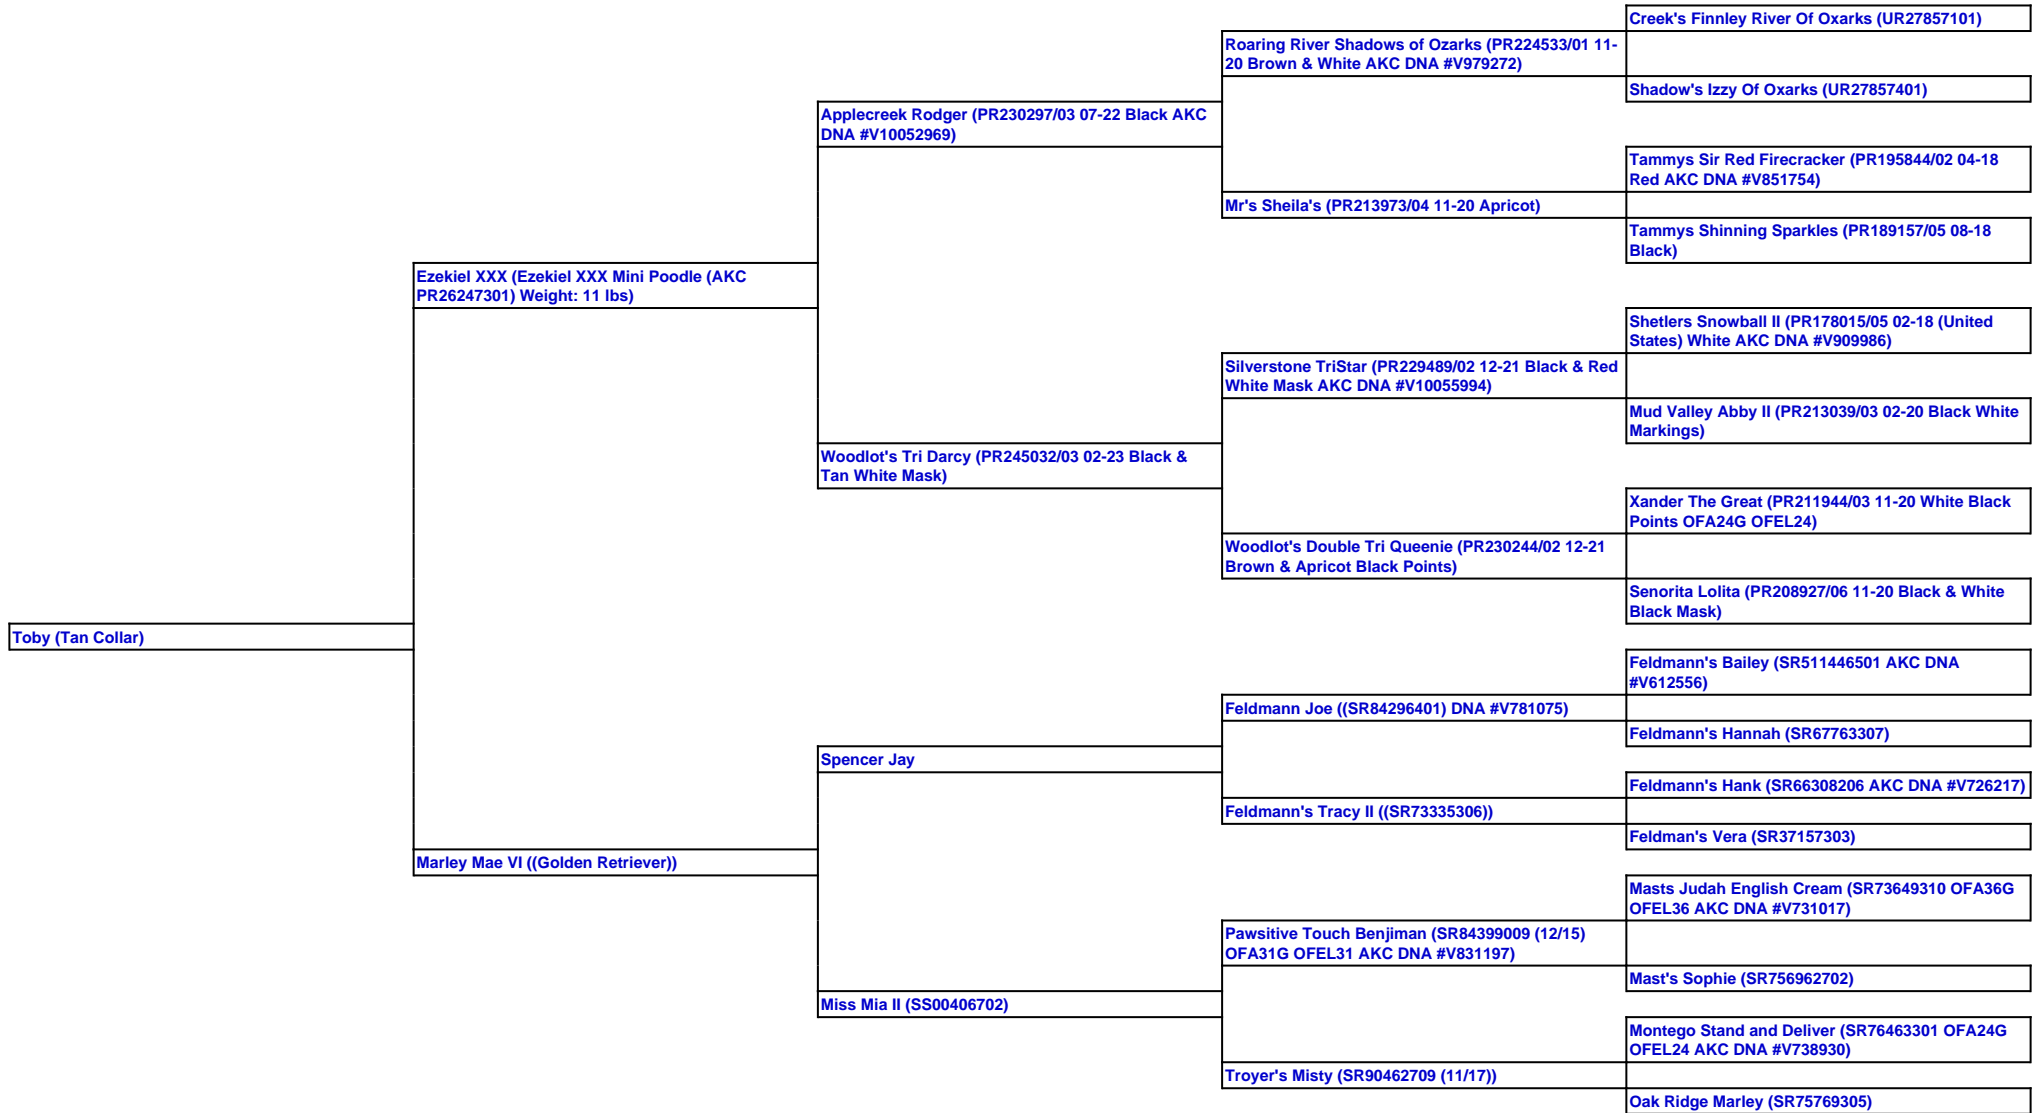 Creek's Finnley River Of Oxarks (UR27857101)
Roaring River Shadows of Ozarks (PR224533/01 11-
20 Brown & White AKC DNA #V979272)
Shadow's Izzy Of Oxarks (UR27857401)
Applecreek Rodger (PR230297/03 07-22 Black AKC
DNA #V10052969)
Tammys Sir Red Firecracker (PR195844/02 04-18
Red AKC DNA #V851754)
Mr's Sheila's (PR213973/04 11-20 Apricot)
Tammys Shinning Sparkles (PR189157/05 08-18
Black)
Ezekiel XXX (Ezekiel XXX Mini Poodle (AKC
PR26247301) Weight: 11 lbs)
Shetlers Snowball II (PR178015/05 02-18 (United
States) White AKC DNA #V909986)
Silverstone TriStar (PR229489/02 12-21 Black & Red
White Mask AKC DNA #V10055994)
Mud Valley Abby II (PR213039/03 02-20 Black White
Markings)
Woodlot's Tri Darcy (PR245032/03 02-23 Black &
Tan White Mask)
Xander The Great (PR211944/03 11-20 White Black
Points OFA24G OFEL24)
Woodlot's Double Tri Queenie (PR230244/02 12-21
Brown & Apricot Black Points)
Senorita Lolita (PR208927/06 11-20 Black & White
Black Mask)
Toby (Tan Collar)
Feldmann's Bailey (SR511446501 AKC DNA
#V612556)
Feldmann Joe ((SR84296401) DNA #V781075)
Feldmann's Hannah (SR67763307)
Spencer Jay
Feldmann's Hank (SR66308206 AKC DNA #V726217)
Feldmann's Tracy II ((SR73335306))
Feldman's Vera (SR37157303)
Marley Mae VI ((Golden Retriever))
Masts Judah English Cream (SR73649310 OFA36G
OFEL36 AKC DNA #V731017)
Pawsitive Touch Benjiman (SR84399009 (12/15)
OFA31G OFEL31 AKC DNA #V831197)
Mast's Sophie (SR756962702)
Miss Mia II (SS00406702)
Montego Stand and Deliver (SR76463301 OFA24G
OFEL24 AKC DNA #V738930)
Troyer's Misty (SR90462709 (11/17))
Oak Ridge Marley (SR75769305)